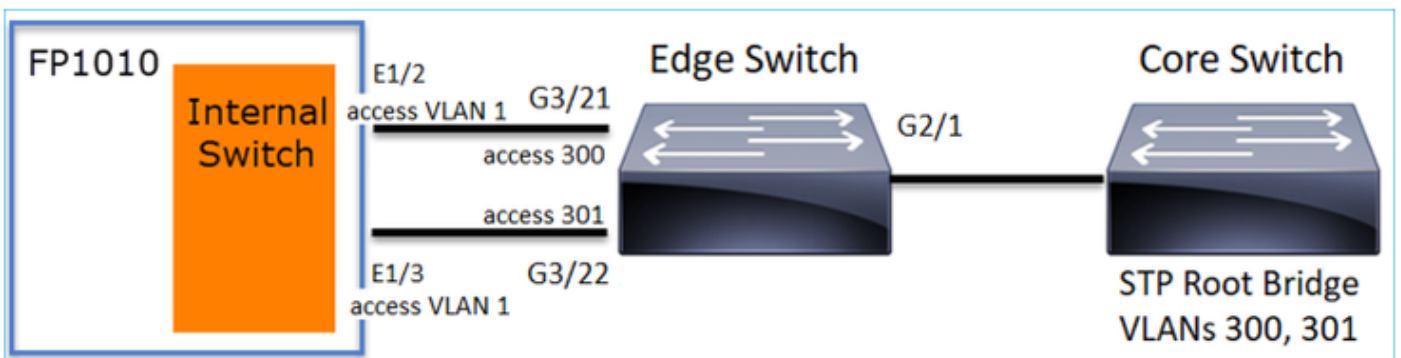 FP1010
Internal
Switch
E1/2
access VLAN 1
G3/21
access 300
access 301
E1/3
access VLAN 1
G3/22
Edge Switch
G2/1
Core Switch
STP Root Bridge
VLANs 300, 301